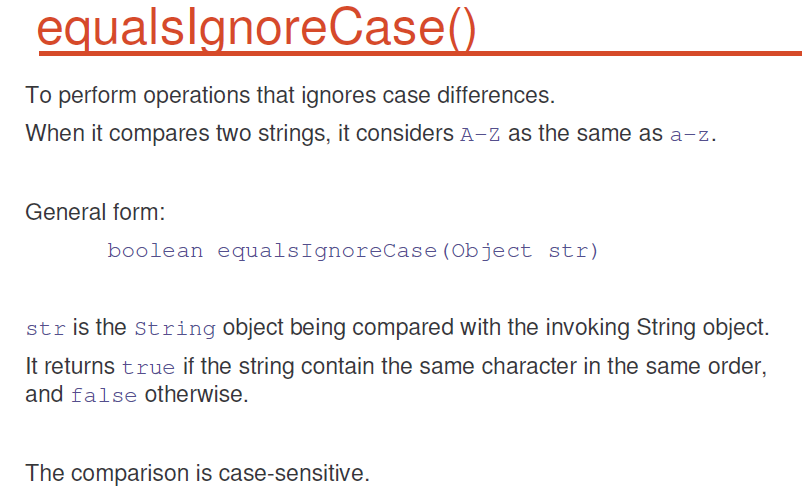 equalsIgnoreCase()
To perform operations that ignores case differences.
When it compares two strings, it considers A-Z as the same as a-z.
General form:
boolean equalsIgnoreCase(Object str)
str is the String object being compared with the invoking String object.
It returns true if the string contain the same character in the same order,
and false otherwise.
The comparison is case-sensitive.